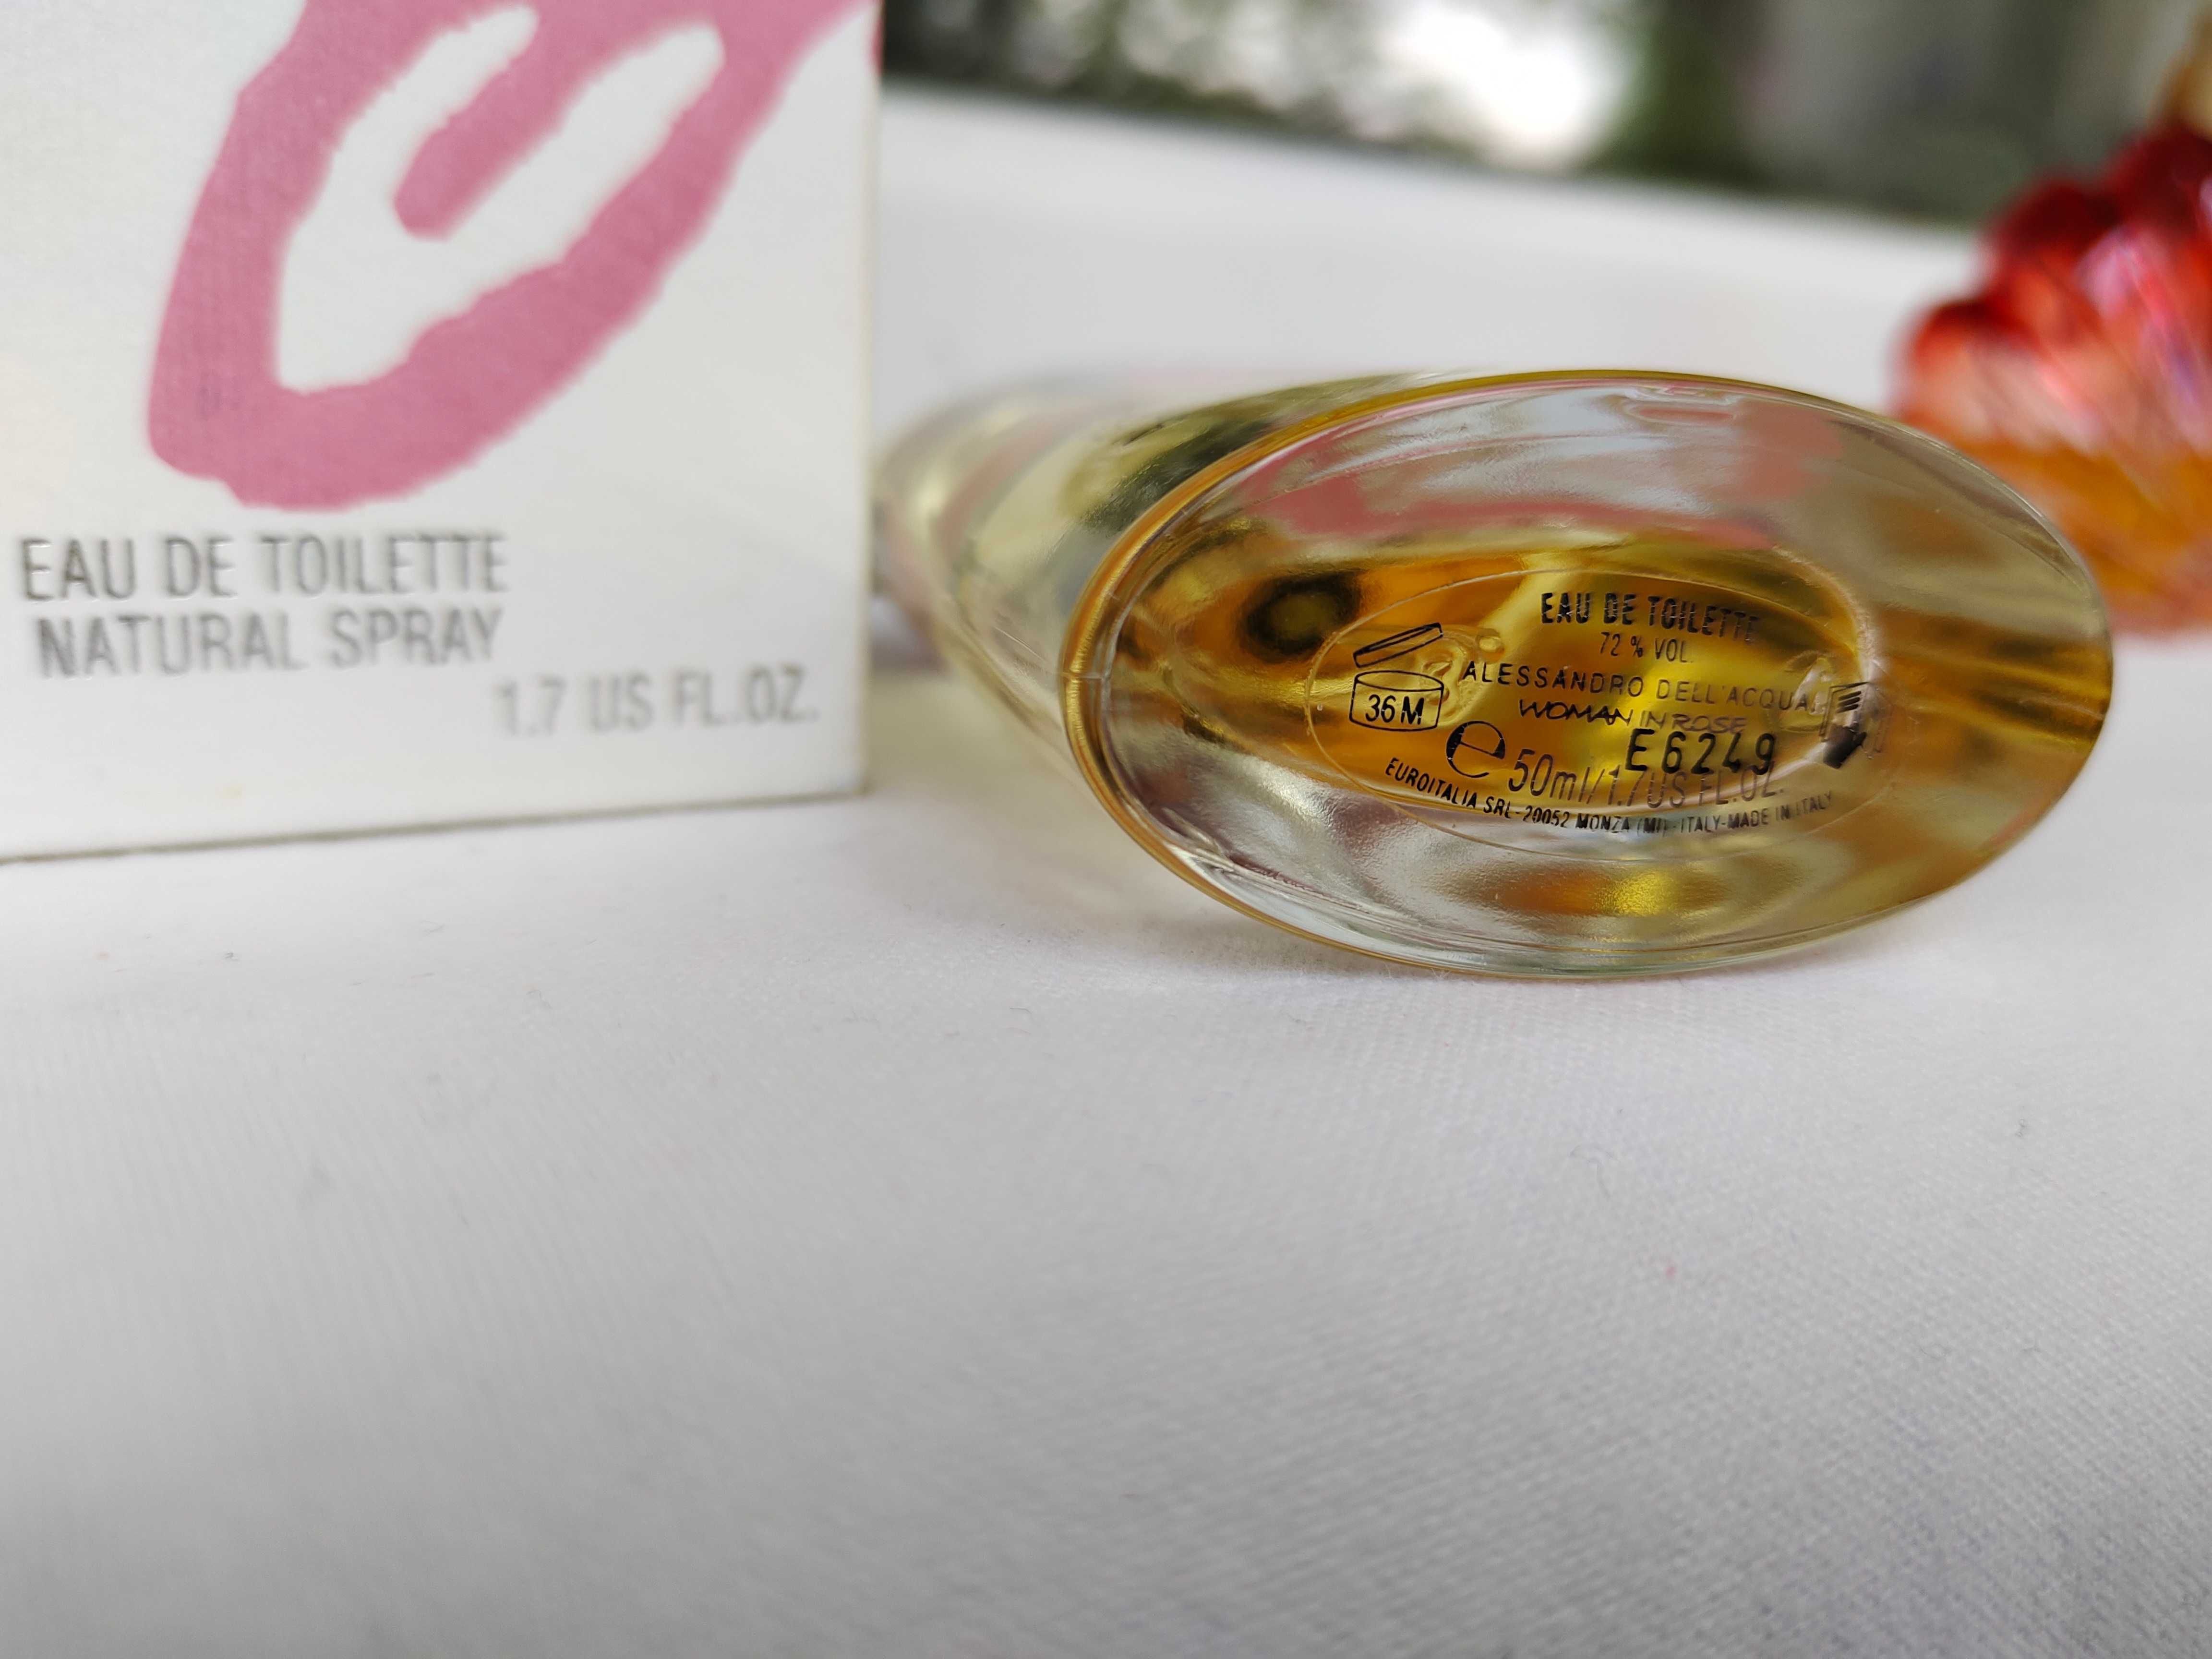 EAU DE TOILETTE
NATURAL SPRAY
1.7 US FL.OZ.
EAU DE TOILETTE
72 % VOL.
ALESSANDRO DELL'ACQUA
WOMAN IN ROSE
36 M
E6249
e 50ml/1.7US FL.OZ.
EUROITALIA SRL-20052 MONZA (MI)-ITALY-MADE IN ITALY